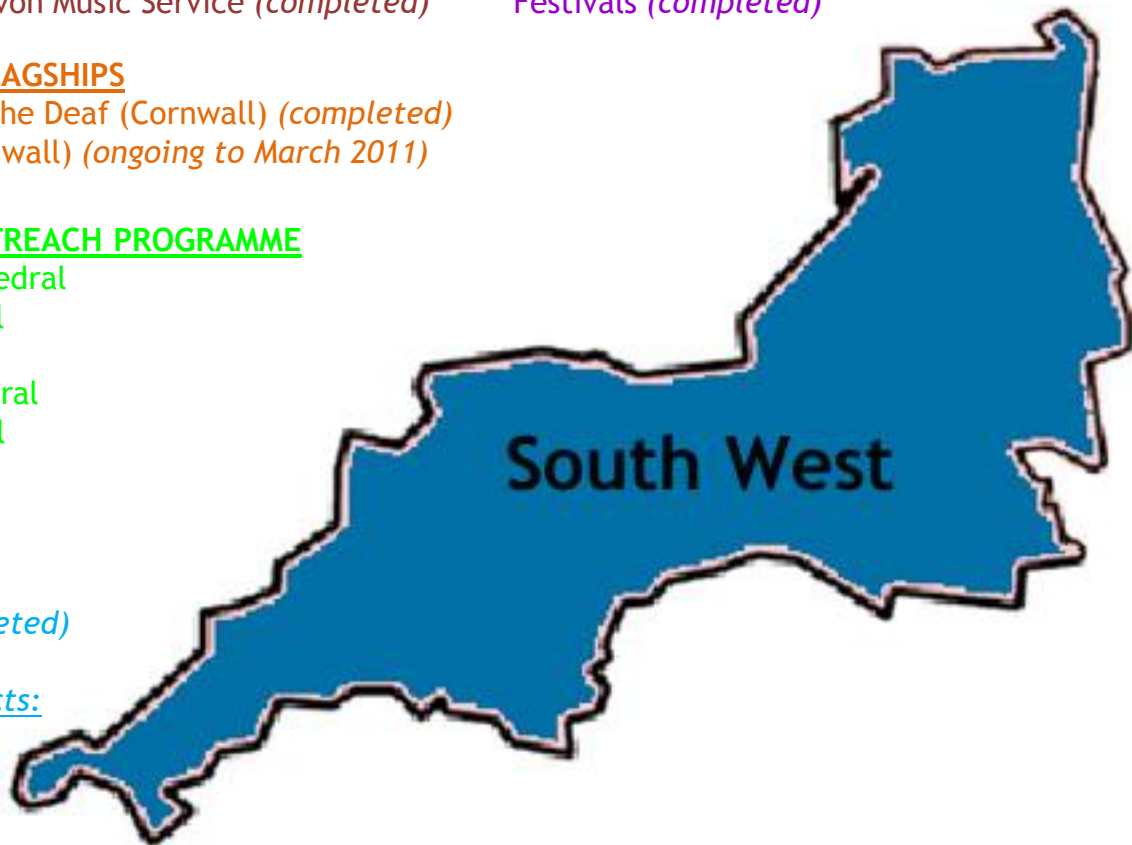 von Music Service (completed) Festivals (completed)
AGSHIPS
he Deaf (Cornwall) (completed)
wall) (ongoing to March 2011)
TREACH PROGRAMME
edral
l
ral
l
South West
eted)
cts: